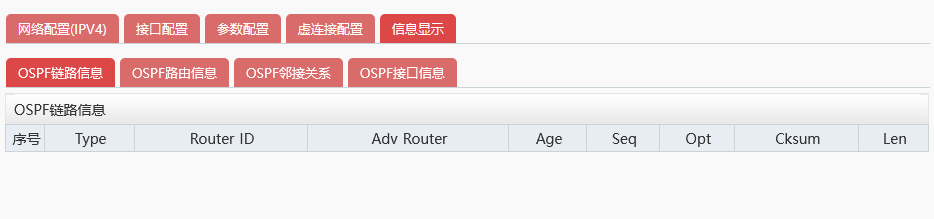 网络配置(IPV4) 接口配置 参数配置 虚连接配置 信息显示
OSPF链路信息 OSPF路由信息 OSPF邻接关系 OSPF接口信息
OSPF链路信息
序号 Type Router ID Adv Router Age Seq Opt Cksum Len